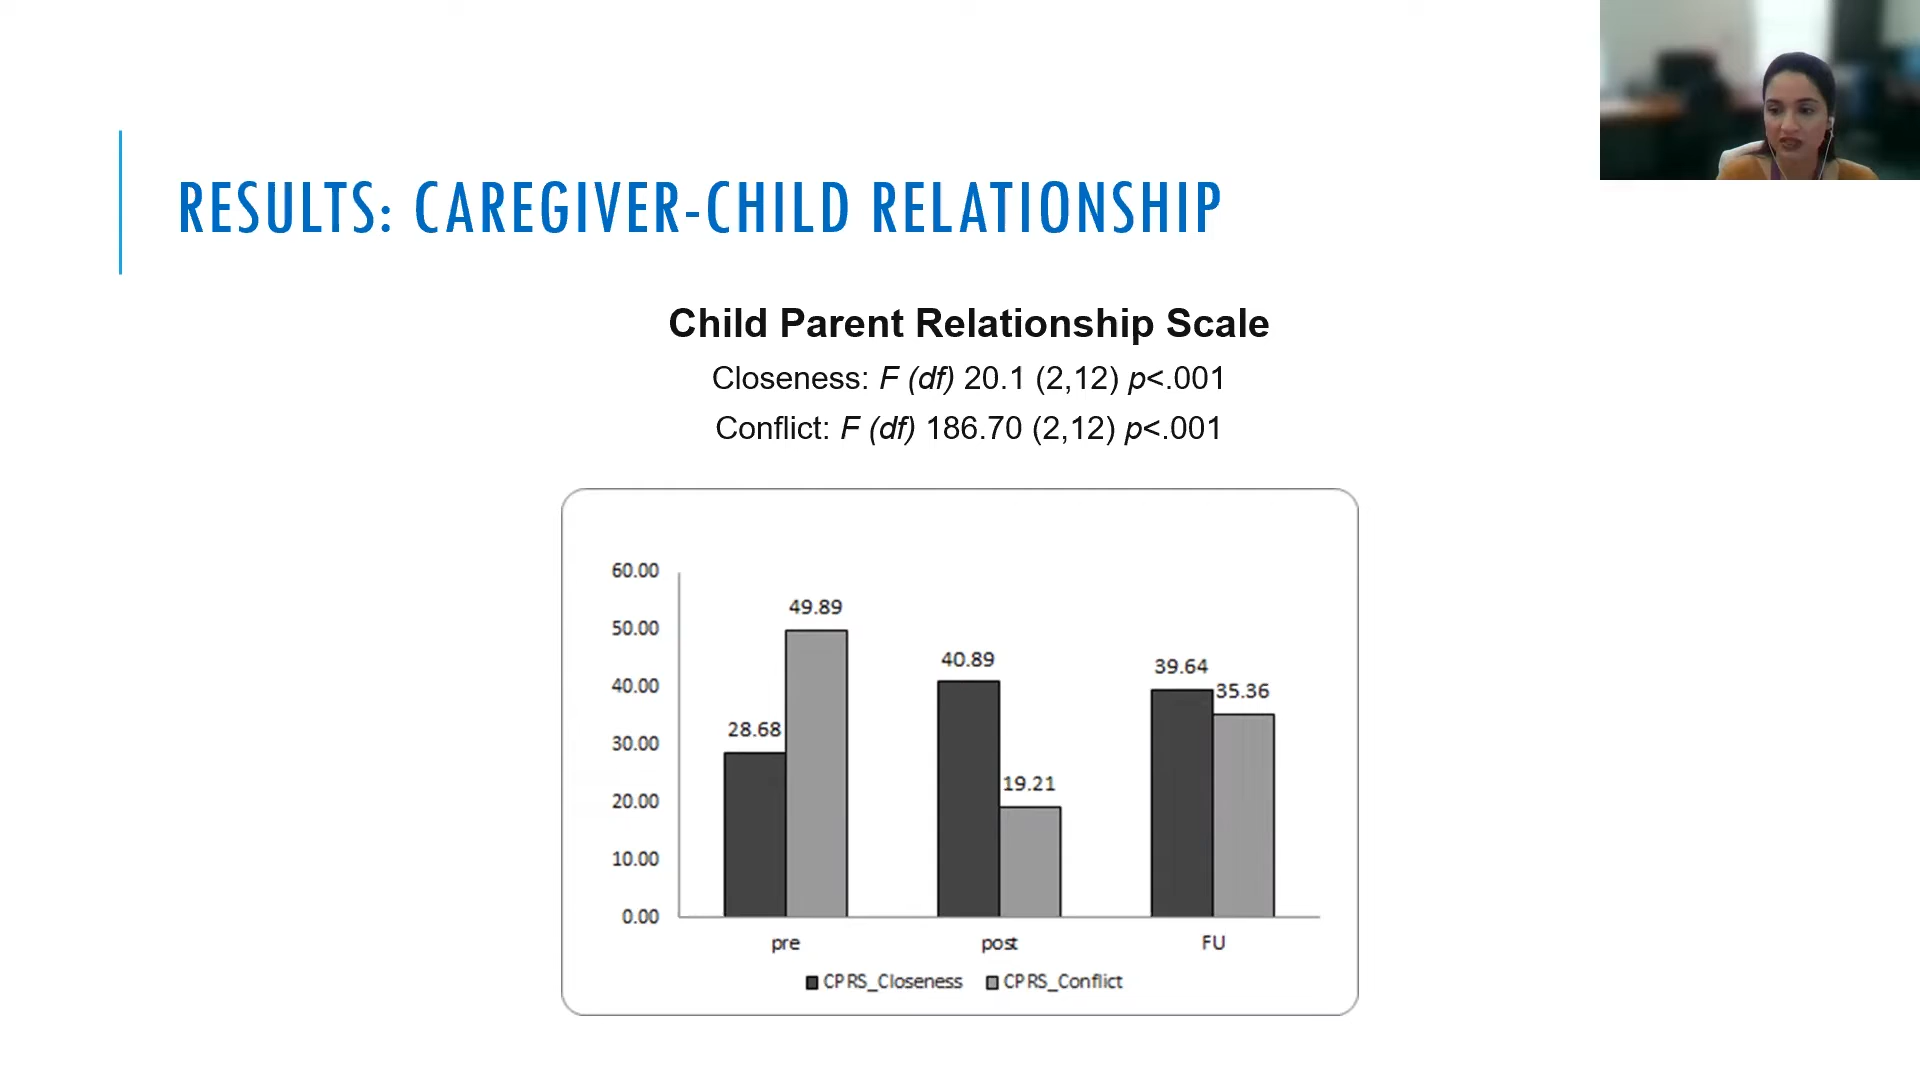 RESULTS: CAREGIVER-CHILD RELATIONSHIP
Child Parent Relationship Scale
Closeness: F (df) 20.1 (2,12) p<.001
Conflict: F (df) 186.70 (2,12) p<.001
60.00
50.00
40.00
30.00
20.00
10.00
0.00
28.68
49.89
40.89
19.21
39.64
35.36
pre
post
FU
CPRS_Closeness
CPRS_Conflict